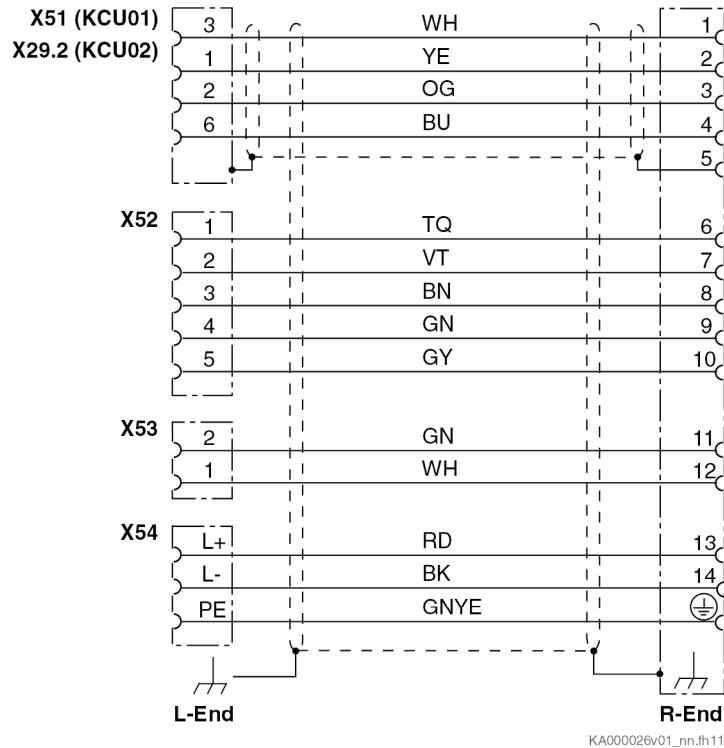 X51 (KCU01) 3 WH 1
X29.2 (KCU02) 1 YE 2
2 OG 3
6 BU 4
5
X52 1 TQ 6
2 VT 7
3 BN 8
4 GN 9
5 GY 10
X53 2 GN 11
1 WH 12
X54 L+ RD 13
L- BK 14
PE GNYE
L-End R-End
KA000026v01_nn.fh11